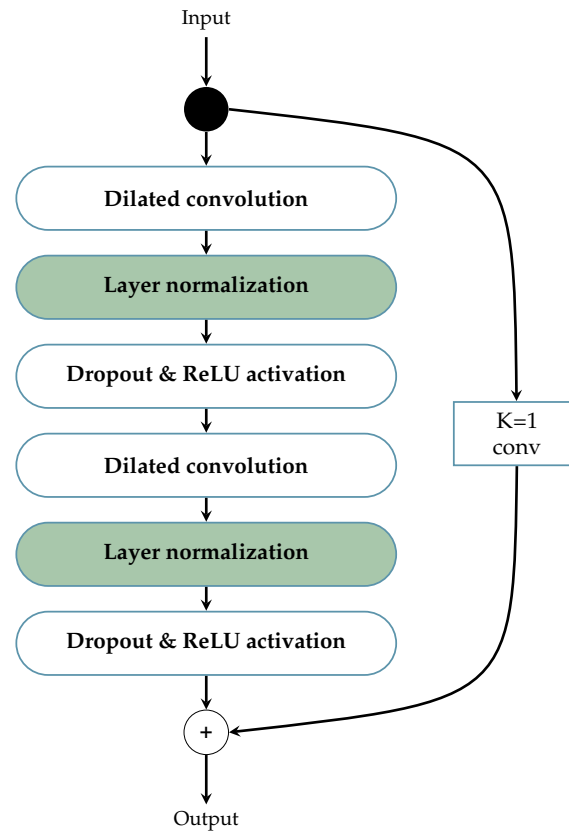 Input
Dilated convolution
Layer normalization
Dropout & ReLU activation
Dilated convolution
K=1
conv
Layer normalization
Dropout & ReLU activation
+
Output